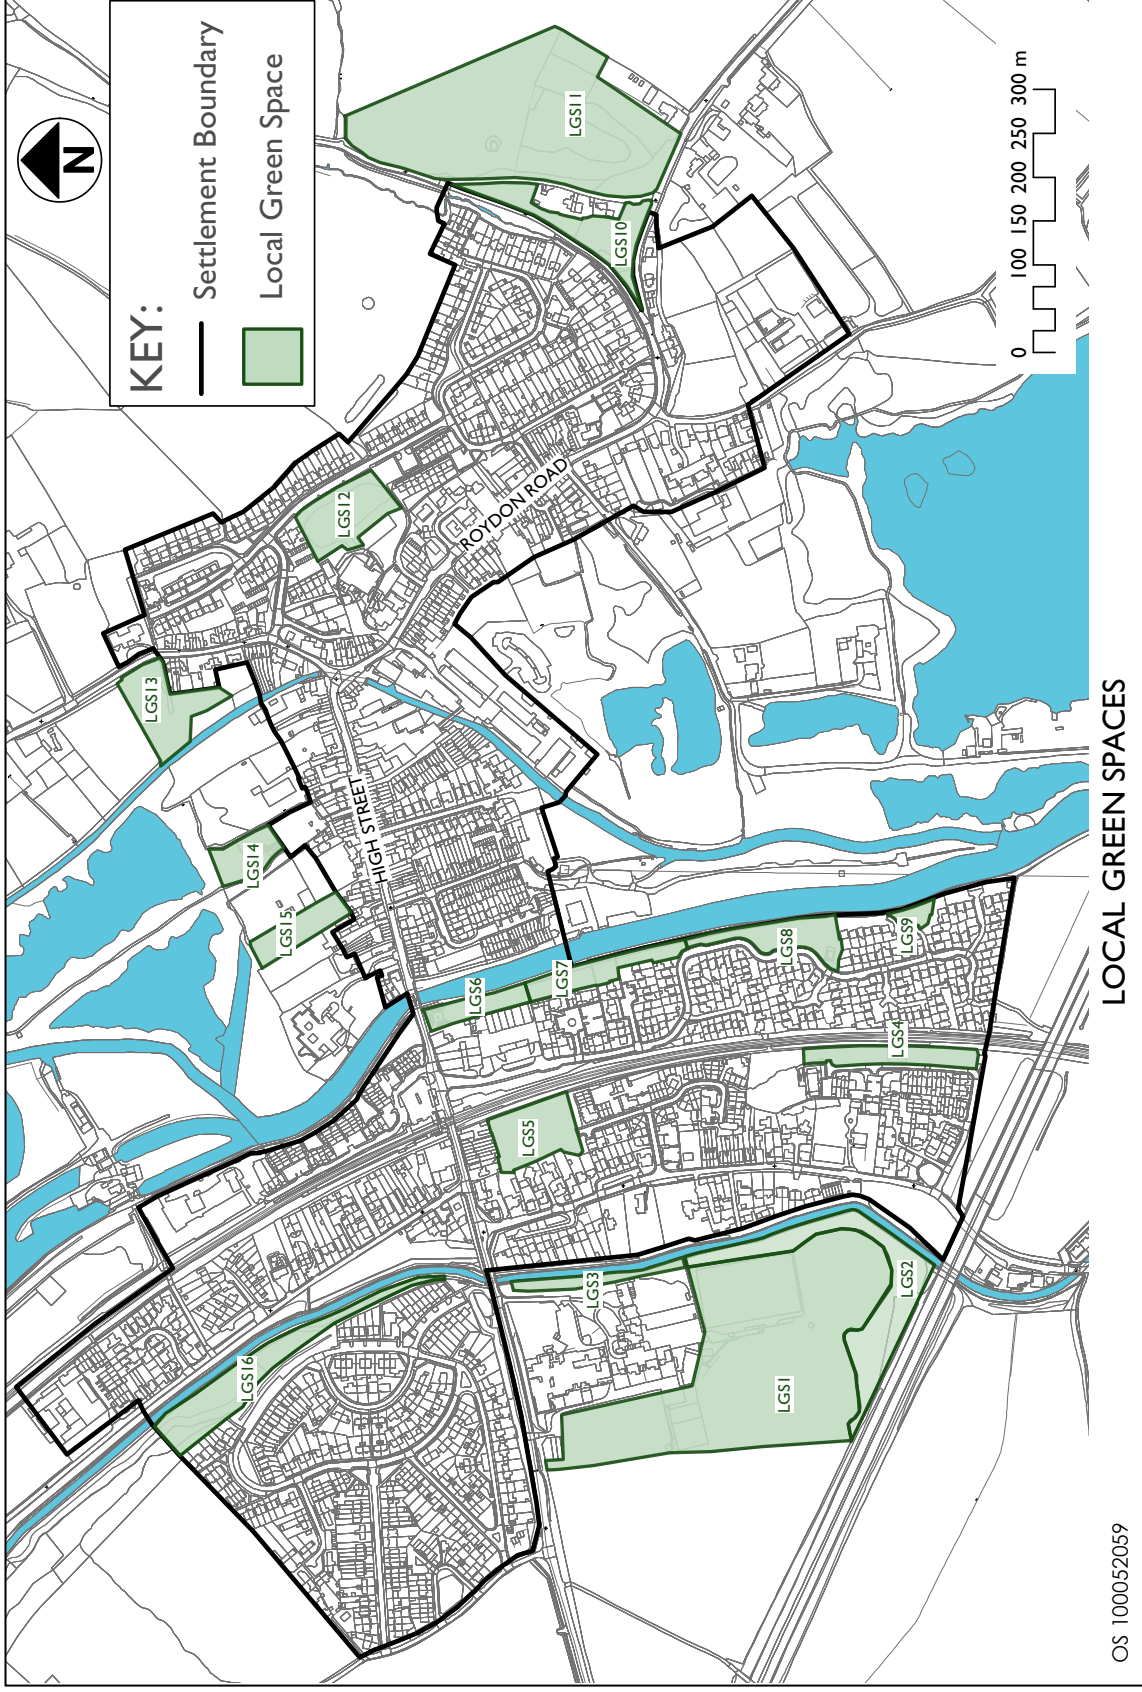 N
KEY:
Settlement Boundary
Local Green Space
LGS16
LGS15
LGS14
LGS13
LGS12
LGS11
LGS10
HIGH STREET
ROYDON ROAD
LGS6
LGS7
LGS8
LGS9
LGS5
LGS4
LGS3
LGS1
LGS2
0 100 150 200 250 300 m
LOCAL GREEN SPACES
OS 100052059